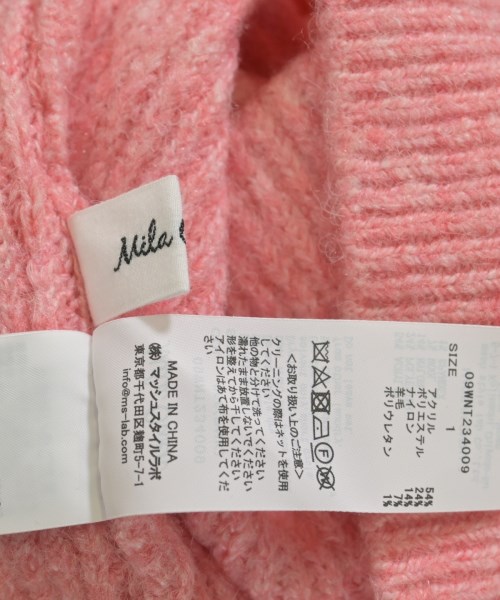 Mila
09WNT234009
SIZE 1
アクリル 54%
ポリエステル 24%
ナイロン 14%
羊毛 7%
ポリウレタン 1%
<お取り扱い上のご注意>
クリーニングの際はネットを使用
してください
他の物と分けて洗ってください
濡れたまま放置しないでください
形を整えてから干してください
アイロンはあて布を使用してくだ
さい
MADE IN CHINA
(株) マッシュスタイルラボ
東京都千代田区麹町5-7-1
info@ms-lab.com